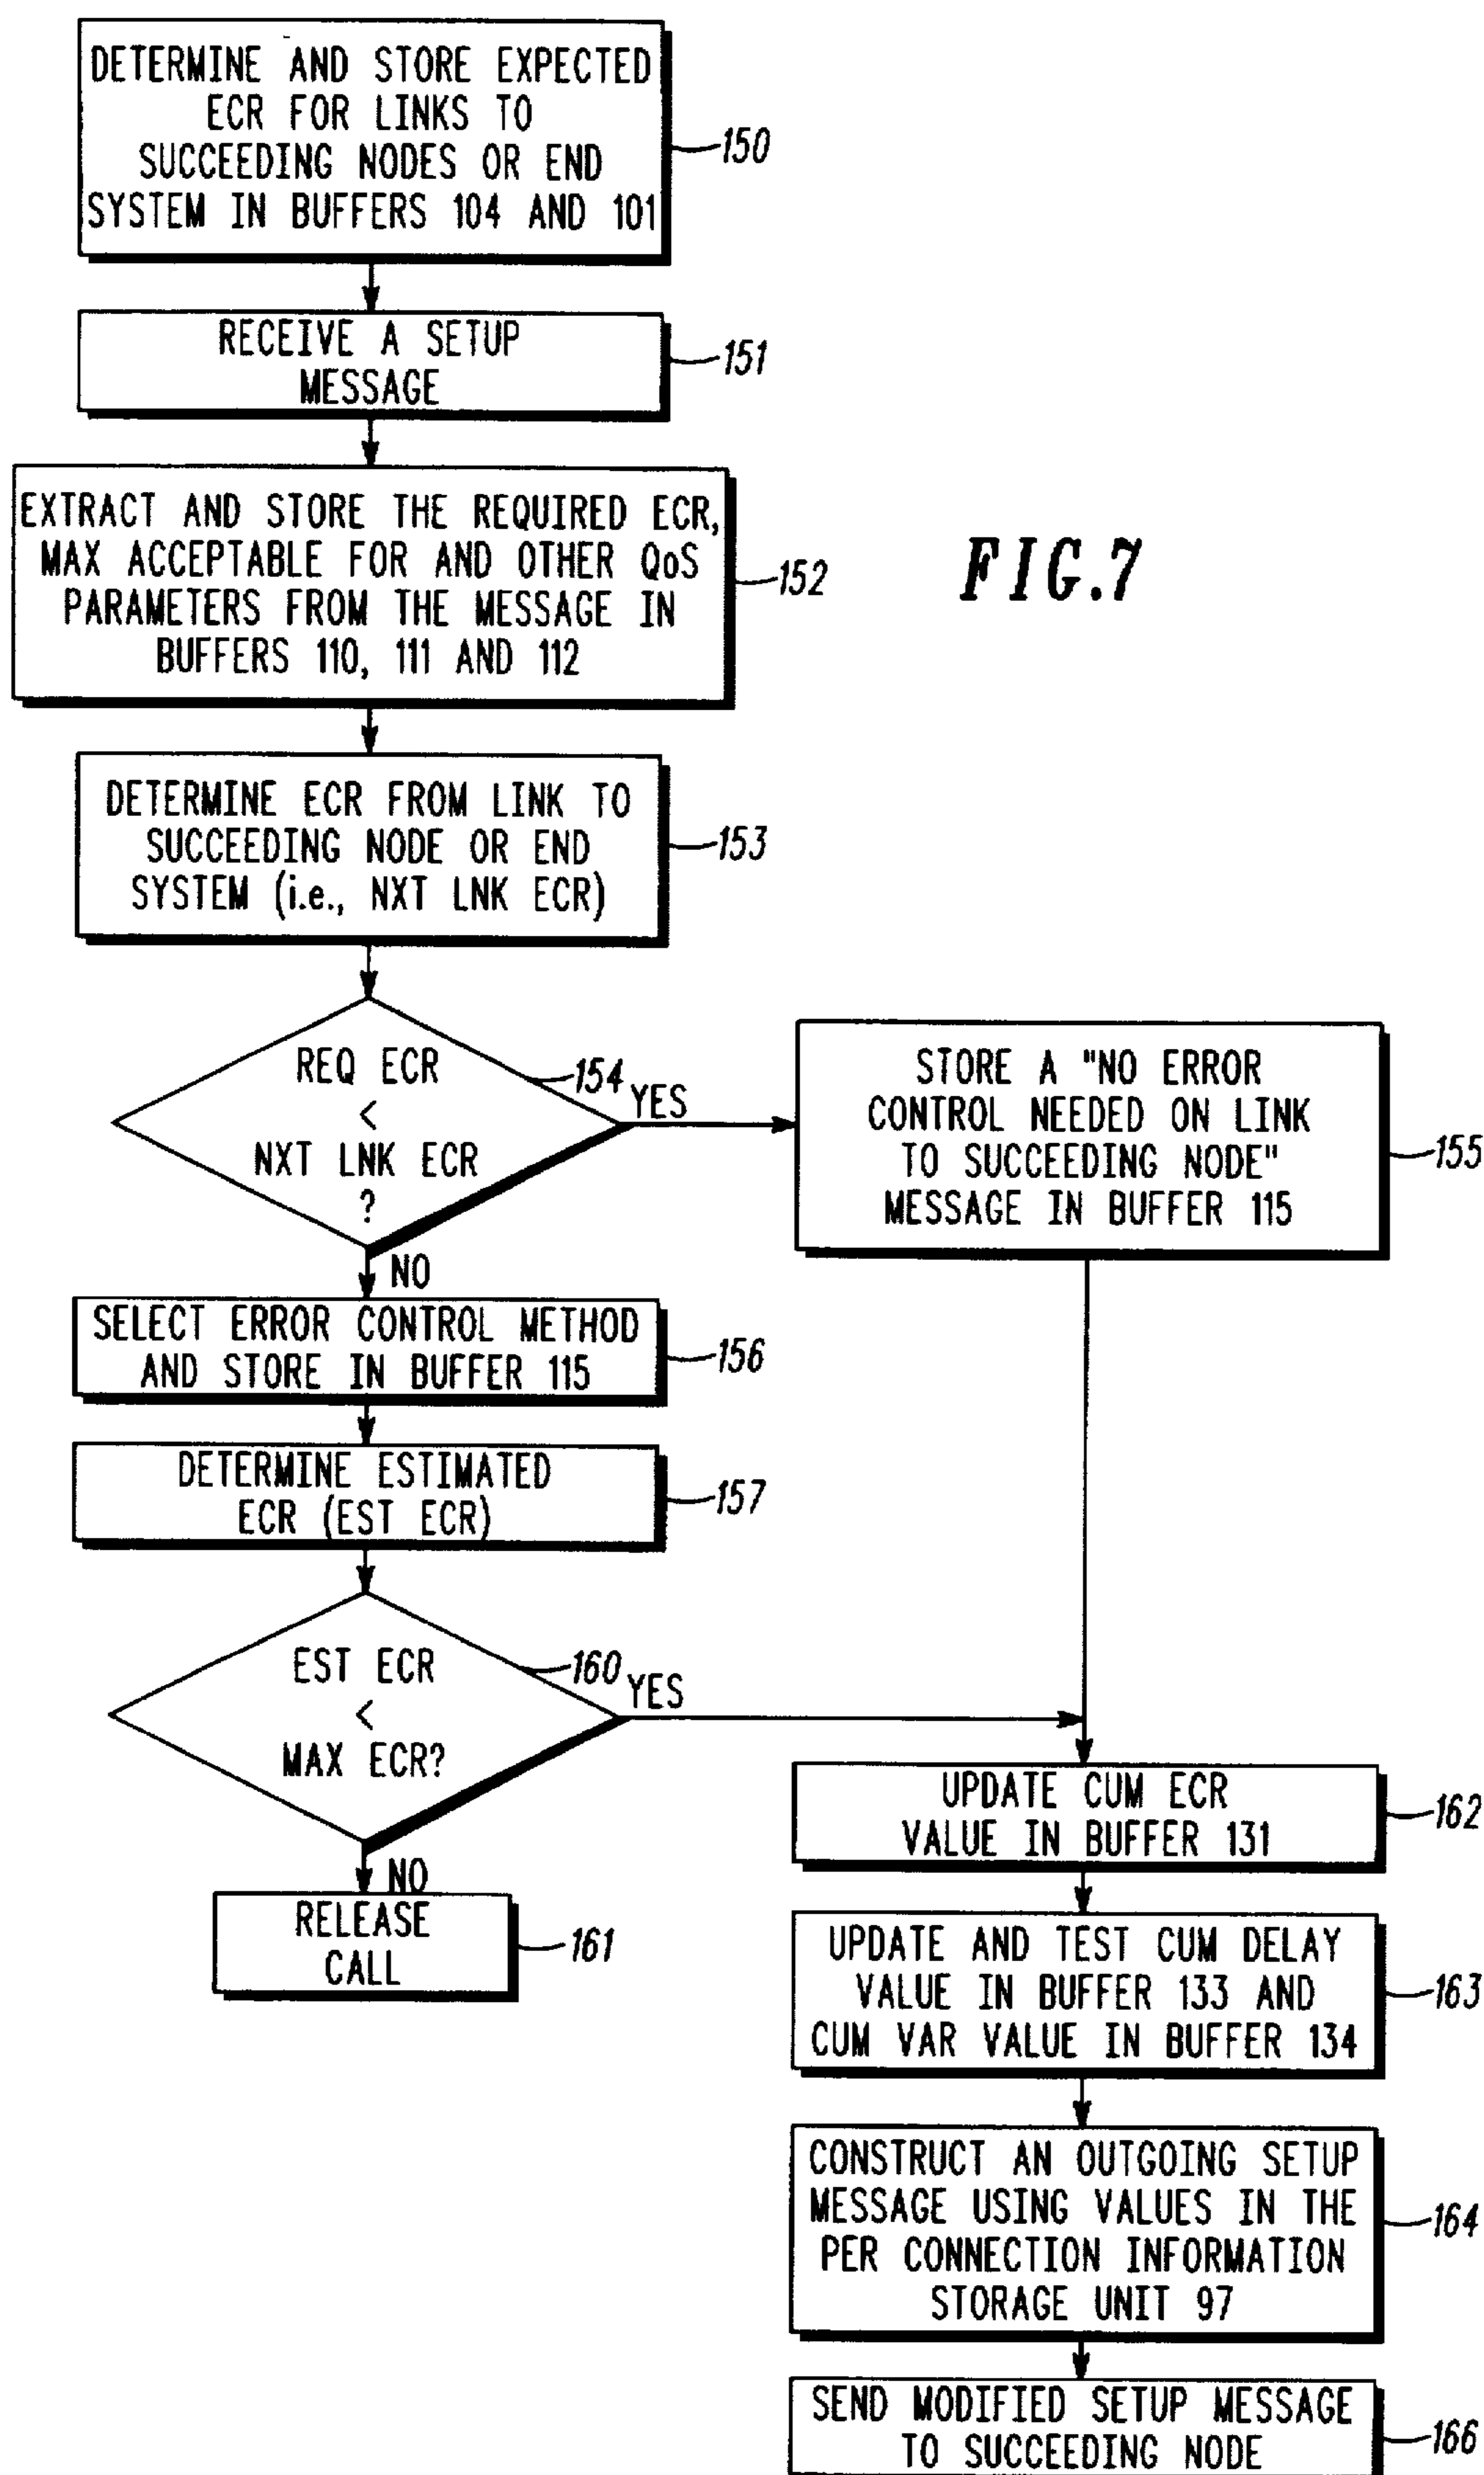 DETERMINE AND STORE EXPECTED
ECR FOR LINKS TO
SUCCEEDING NODES OR END
SYSTEM IN BUFFERS 104 AND 101
150
RECEIVE A SETUP
MESSAGE
151
EXTRACT AND STORE THE REQUIRED ECR,
MAX ACCEPTABLE FOR AND OTHER QoS
PARAMETERS FROM THE MESSAGE IN
BUFFERS 110, 111 AND 112
152
FIG.7
DETERMINE ECR FROM LINK TO
SUCCEEDING NODE OR END
SYSTEM (i.e., NXT LNK ECR)
153
REQ ECR
<
NXT LNK ECR
?
154
YES
NO
STORE A "NO ERROR
CONTROL NEEDED ON LINK
TO SUCCEEDING NODE"
MESSAGE IN BUFFER 115
155
SELECT ERROR CONTROL METHOD
AND STORE IN BUFFER 115
156
DETERMINE ESTIMATED
ECR (EST ECR)
157
EST ECR
<
MAX ECR?
160
YES
NO
RELEASE
CALL
161
UPDATE CUM ECR
VALUE IN BUFFER 131
162
UPDATE AND TEST CUM DELAY
VALUE IN BUFFER 133 AND
CUM VAR VALUE IN BUFFER 134
163
CONSTRUCT AN OUTGOING SETUP
MESSAGE USING VALUES IN THE
PER CONNECTION INFORMATION
STORAGE UNIT 97
164
SEND MODIFIED SETUP MESSAGE
TO SUCCEEDING NODE
166